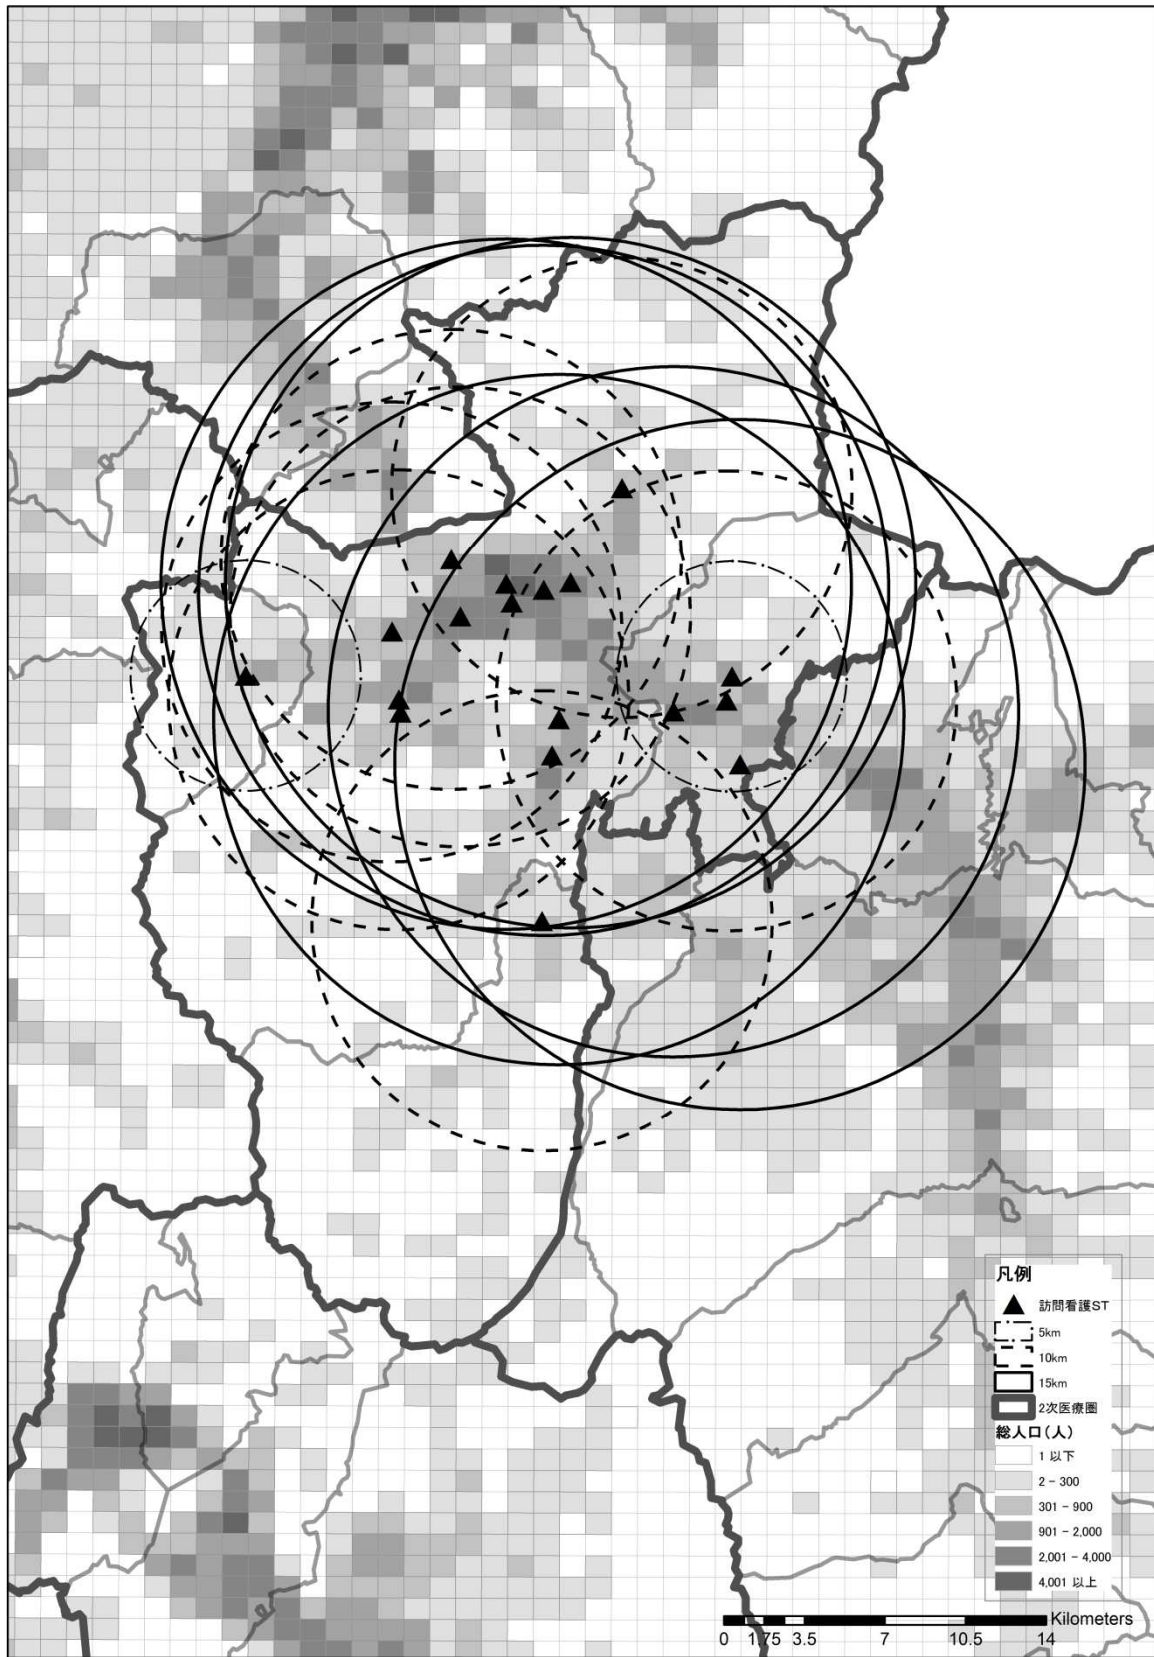 凡例
訪問看護ST
5km
10km
15km
2次医療圏
総人口(人)
1 以下
2 - 300
301 - 900
901 - 2,000
2,001 - 4,000
4,001 以上
Kilometers
0 1.75 3.5 7 10.5 14